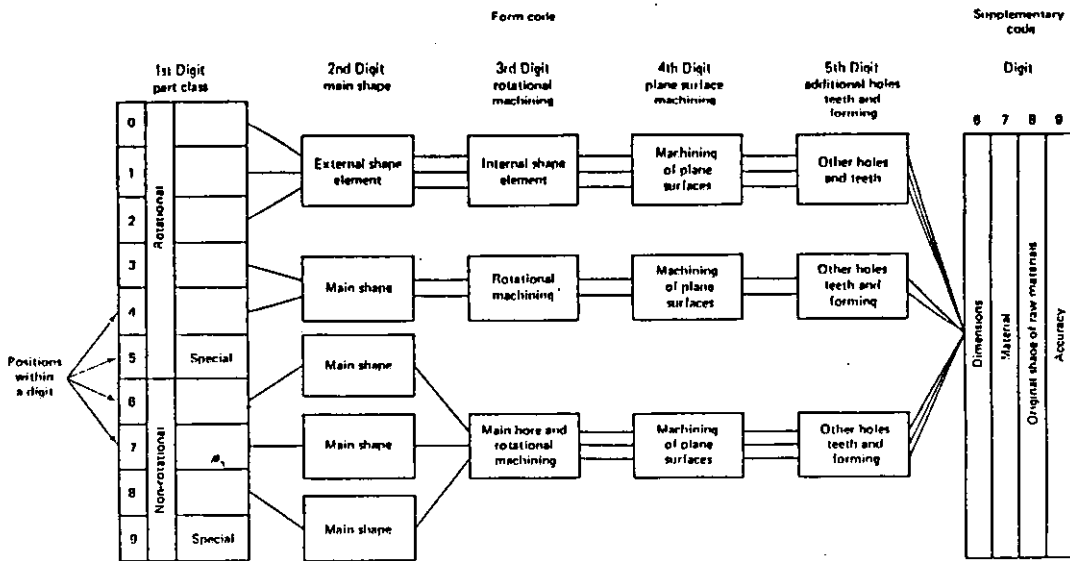 Form code
Supplementary
code
1st Digit
part class
2nd Digit
main shape
3rd Digit
rotational
machining
4th Digit
plane surface
machining
5th Digit
additional holes
teeth and
forming
Digit
6 7 8 9
0
1
2
3
4
5
6
7
8
9
Rotational
Non-rotational
Special
Special
Positions
within
a digit
External shape
element
Internal shape
element
Machining
of plane
surfaces
Other holes
and teeth
Main shape
Rotational
machining
Machining
of plane
surfaces
Other holes
teeth and
forming
Main shape
Main shape
Main shape
Main bore and
rotational
machining
Machining
of plane
surfaces
Other holes
teeth and
forming
Dimensions
Material
Original shape of raw materials
Accuracy